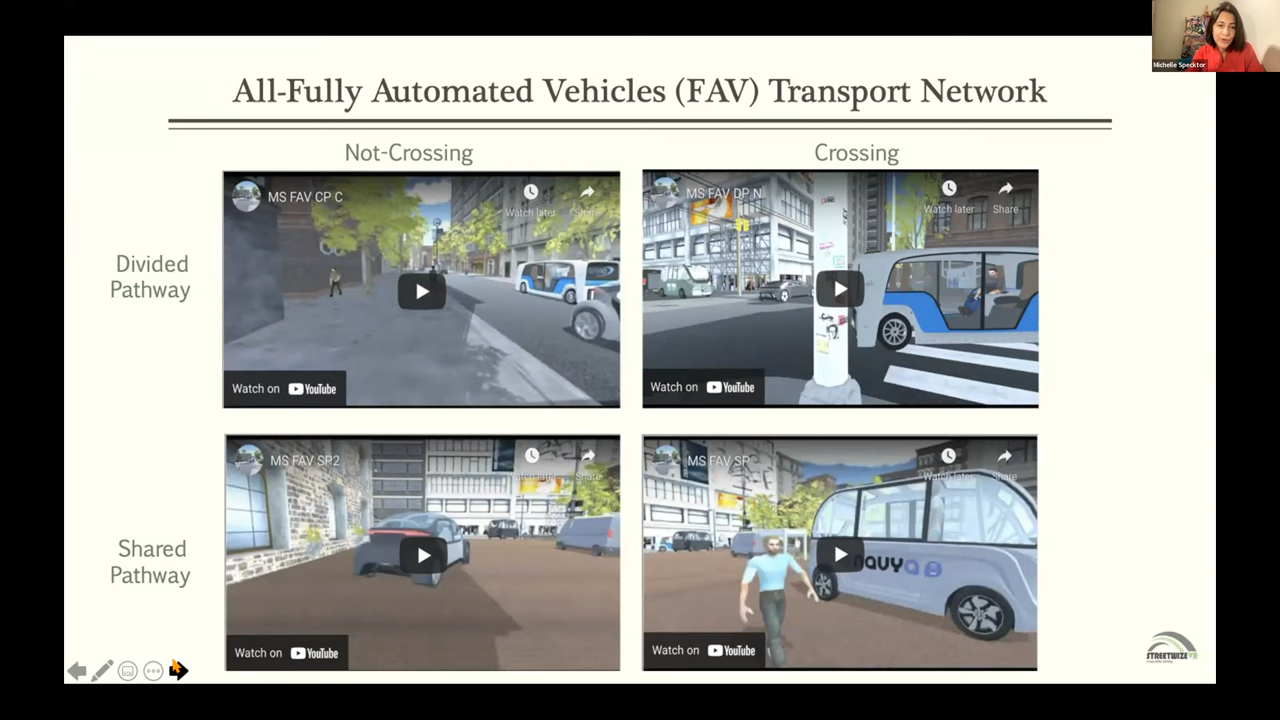 Michelle Specktor
All-Fully Automated Vehicles (FAV) Transport Network
Not-Crossing
Crossing
Divided
Pathway
MS FAV CP C
Watch later
Share
Watch on YouTube
MS FAV DP N
Watch later
Share
Watch on YouTube
Shared
Pathway
MS FAV SP2
Watch later
Share
Watch on YouTube
MS FAV SP
Watch later
Share
navya
Watch on YouTube
STREETWIZEVR